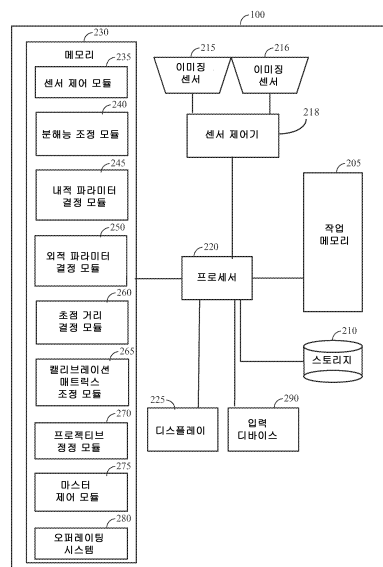 100
230
메모리
235
센서 제어 모듈
240
분해능 조정 모듈
245
내적 파라미터
결정 모듈
250
외적 파라미터
결정 모듈
260
초점 거리
결정 모듈
265
캘리브레이션
매트릭스
조정 모듈
270
프로젝티브
정정 모듈
275
마스터
제어 모듈
280
오퍼레이팅
시스템
215
이미징
센서
216
이미징
센서
218
센서 제어기
205
작업
메모리
220
프로세서
210
스토리지
225
디스플레이
290
입력
디바이스